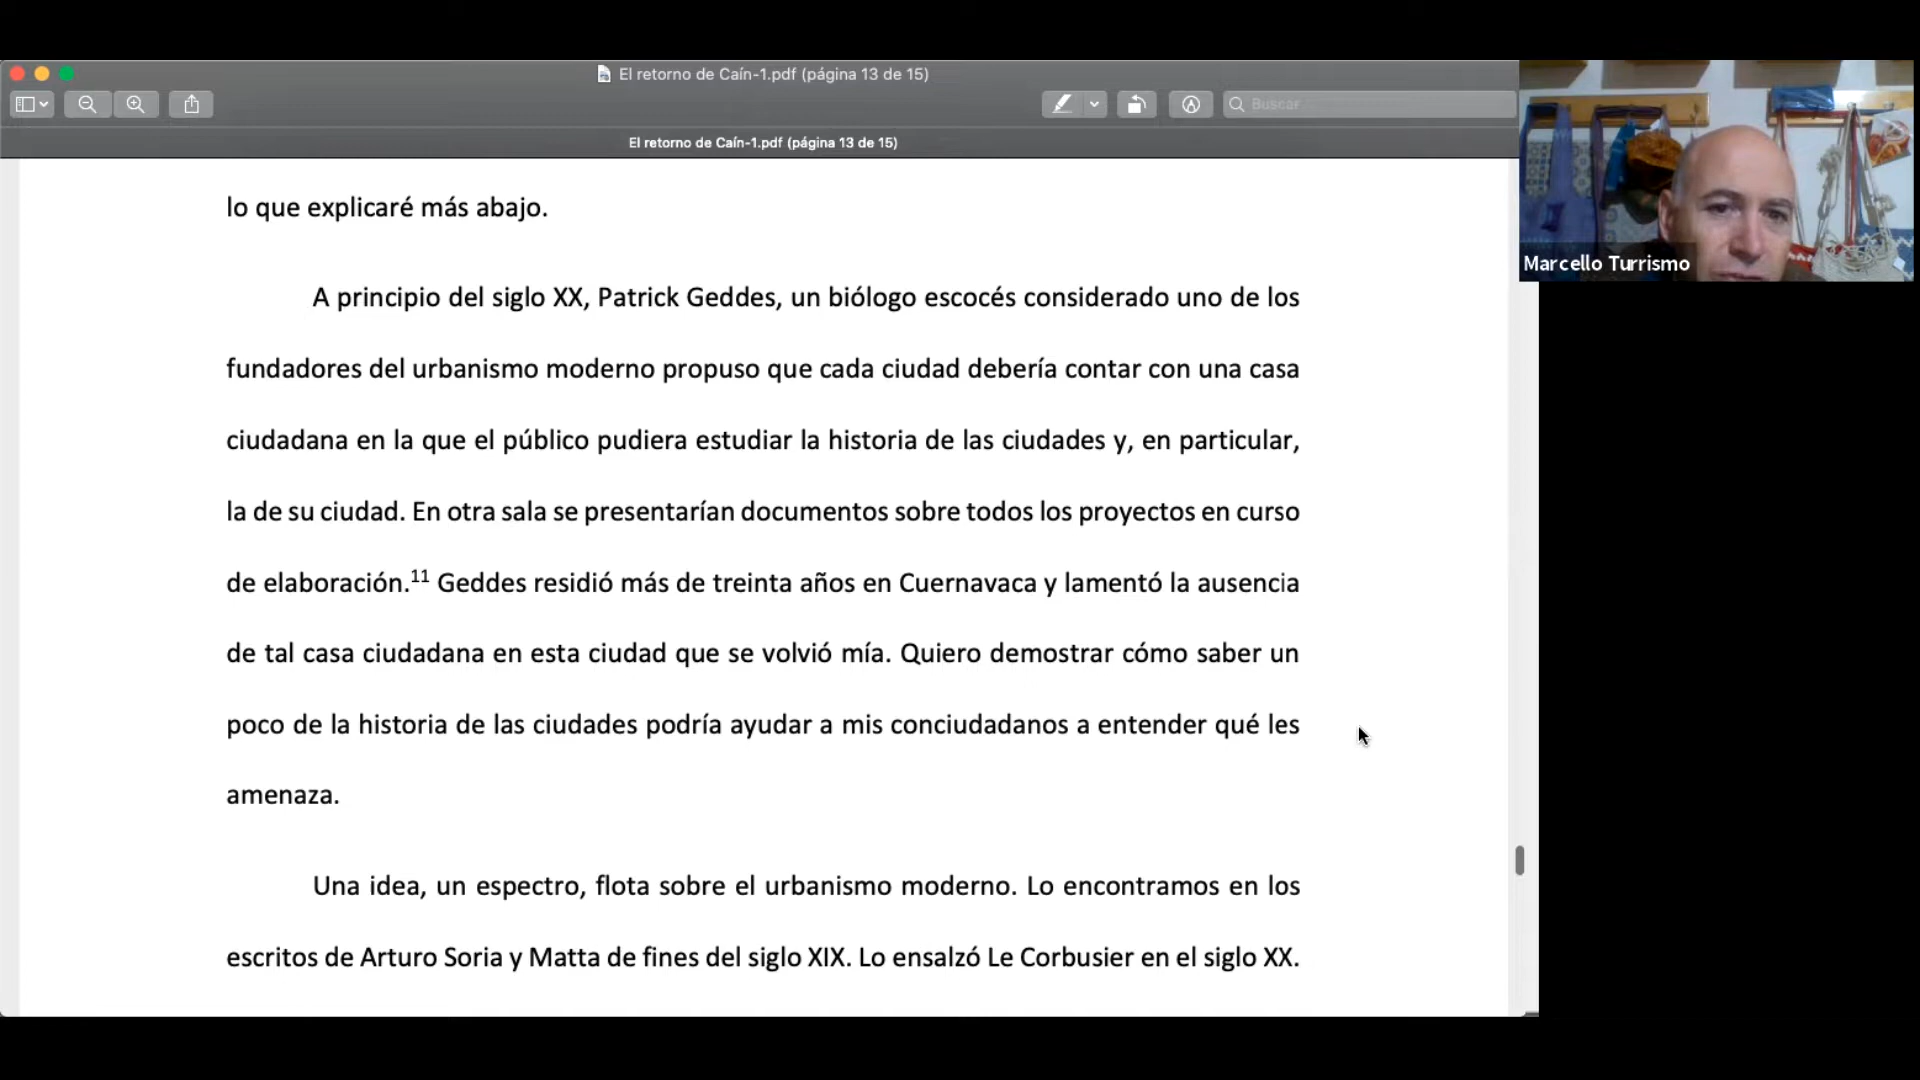 El retorno de Caín-1.pdf (página 13 de 15)
Buscar
El retorno de Caín-1.pdf (página 13 de 15)
lo que explicaré más abajo.
A principio del siglo XX, Patrick Geddes, un biólogo escocés considerado uno de los
fundadores del urbanismo moderno propuso que cada ciudad debería contar con una casa
ciudadana en la que el público pudiera estudiar la historia de las ciudades y, en particular,
la de su ciudad. En otra sala se presentarían documentos sobre todos los proyectos en curso
de elaboración.11 Geddes residió más de treinta años en Cuernavaca y lamentó la ausencia
de tal casa ciudadana en esta ciudad que se volvió mía. Quiero demostrar cómo saber un
poco de la historia de las ciudades podría ayudar a mis conciudadanos a entender qué les
amenaza.
Una idea, un espectro, flota sobre el urbanismo moderno. Lo encontramos en los
escritos de Arturo Soria y Matta de fines del siglo XIX. Lo ensalzó Le Corbusier en el siglo XX.
Marcello Turrismo